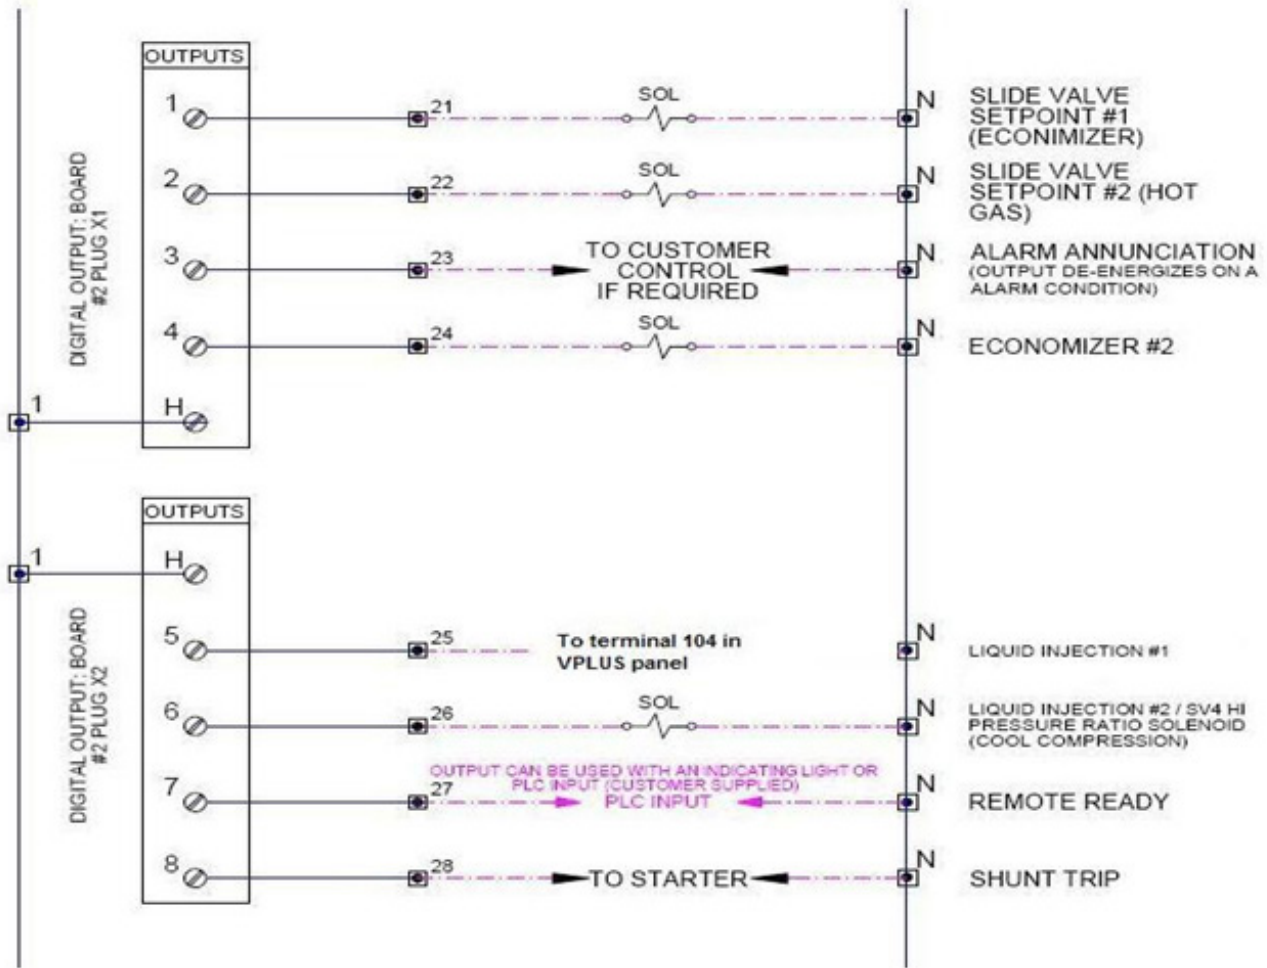 OUTPUTS
DIGITAL OUTPUT: BOARD
#2 PLUG X1
1
21
SOL
N
SLIDE VALVE
SETPOINT #1
(ECONIMIZER)
2
22
SOL
N
SLIDE VALVE
SETPOINT #2 (HOT
GAS)
3
23
TO CUSTOMER
CONTROL
IF REQUIRED
N
ALARM ANNUNCIATION
(OUTPUT DE-ENERGIZES ON A
ALARM CONDITION)
4
24
SOL
N
ECONOMIZER #2
1
H
OUTPUTS
DIGITAL OUTPUT: BOARD
#2 PLUG X2
1
H
5
25
To terminal 104 in
VPLUS panel
N
LIQUID INJECTION #1
6
26
SOL
N
LIQUID INJECTION #2 / SV4 HI
PRESSURE RATIO SOLENOID
(COOL COMPRESSION)
OUTPUT CAN BE USED WITH AN INDICATING LIGHT OR
PLC INPUT (CUSTOMER SUPPLIED)
7
27
PLC INPUT
N
REMOTE READY
8
28
TO STARTER
N
SHUNT TRIP